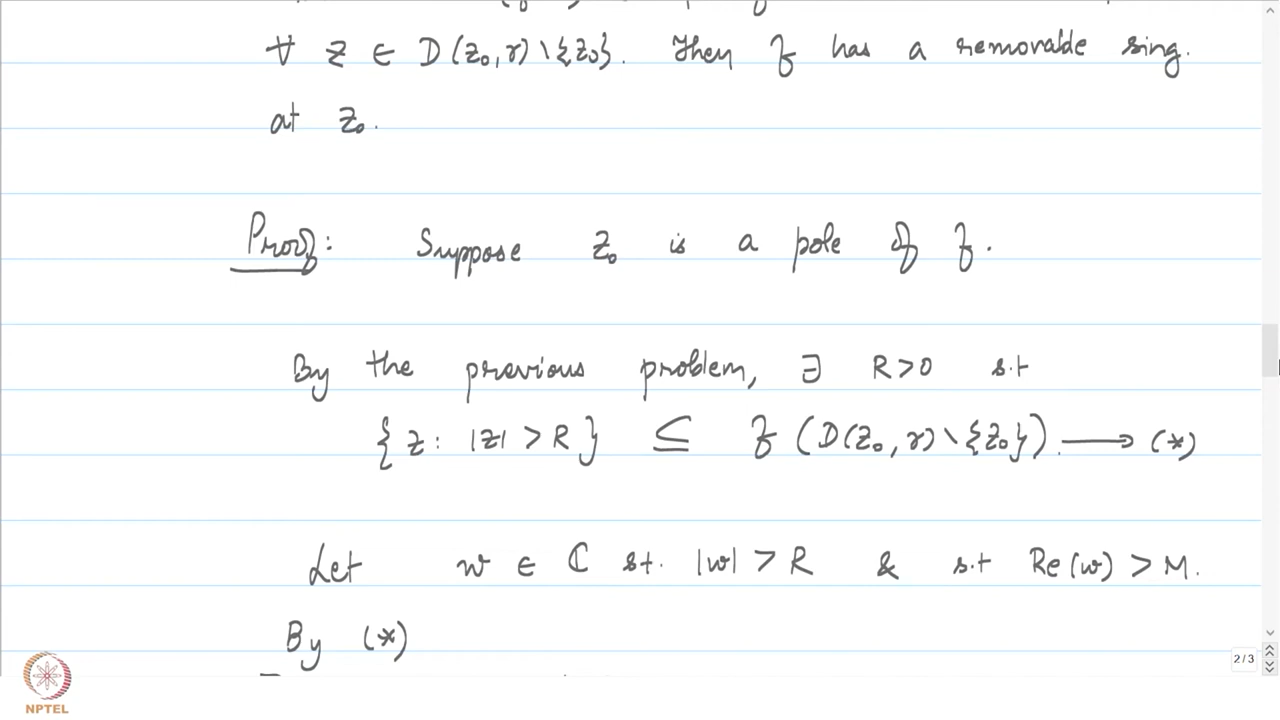 ∀ z ∈ D(z₀, r) \ {z₀}. Then f has a removable sing.
at z₀.
Proof: Suppose z₀ is a pole of f.
By the previous problem, ∃ R>0 s.t
{z : |z| > R} ⊆ f(D(z₀, r) \ {z₀}). ⟶ (*)
Let w ∈ ℂ st. |w| > R & s.t Re(w) > M.
By (*)
2/3
NPTEL